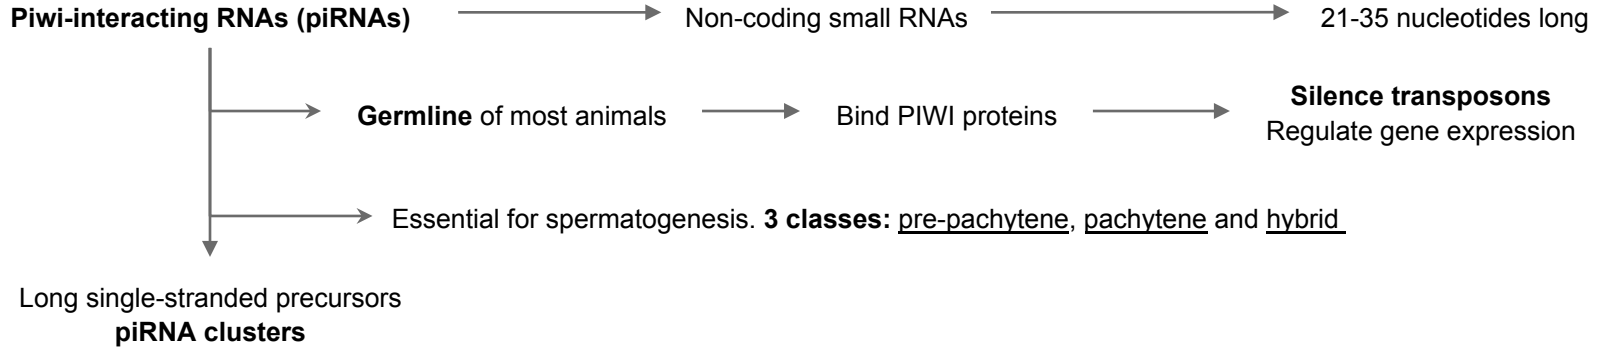 Piwi-interacting RNAs (piRNAs) Non-coding small RNAs 21-35 nucleotides long
Germline of most animals Bind PIWI proteins Silence transposons
Regulate gene expression
Essential for spermatogenesis. 3 classes: pre-pachytene, pachytene and hybrid
Long single-stranded precursors
piRNA clusters